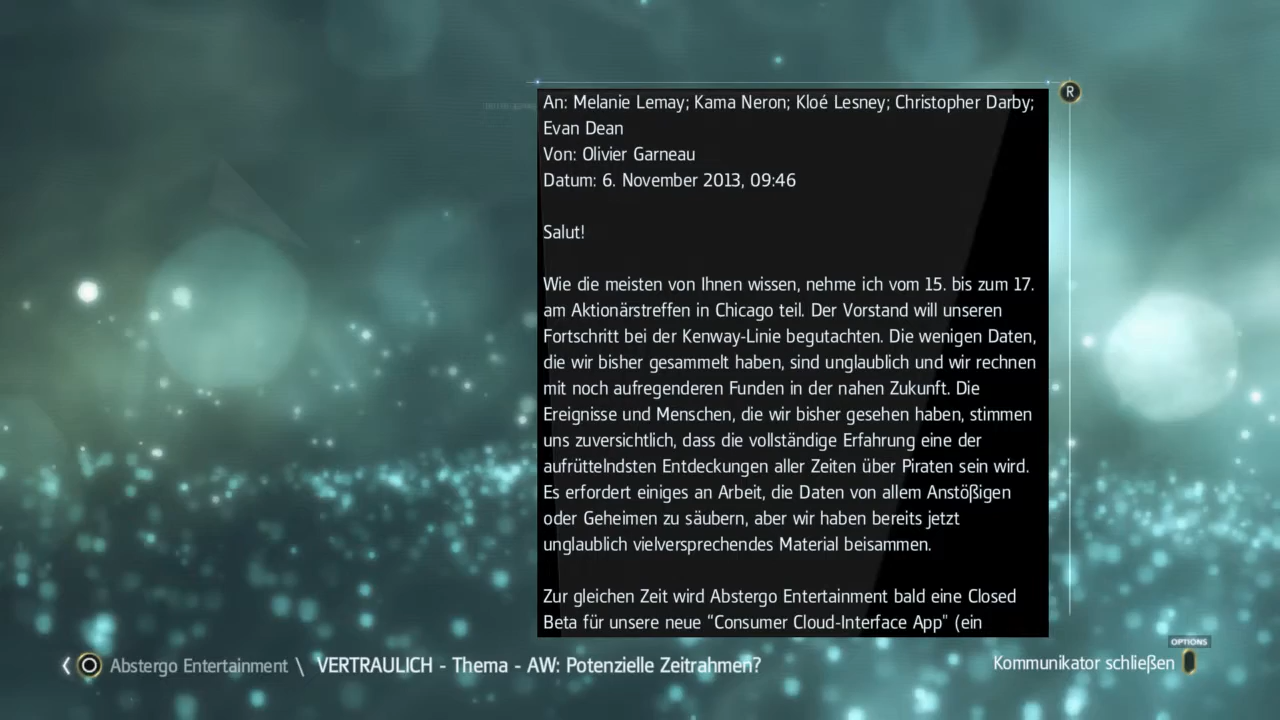 An: Melanie Lemay; Kama Neron; Kloé Lesney; Christopher Darby;
Evan Dean
Von: Olivier Garneau
Datum: 6. November 2013, 09:46
Salut!
Wie die meisten von Ihnen wissen, nehme ich vom 15. bis zum 17.
am Aktionärstreffen in Chicago teil. Der Vorstand will unseren
Fortschritt bei der Kenway-Linie begutachten. Die wenigen Daten,
die wir bisher gesammelt haben, sind unglaublich und wir rechnen
mit noch aufregenderen Funden in der nahen Zukunft. Die
Ereignisse und Menschen, die wir bisher gesehen haben, stimmen
uns zuversichtlich, dass die vollständige Erfahrung eine der
aufrüttelndsten Entdeckungen aller Zeiten über Piraten sein wird.
Es erfordert einiges an Arbeit, die Daten von allem Anstößigen
oder Geheimen zu säubern, aber wir haben bereits jetzt
unglaublich vielversprechendes Material beisammen.
Zur gleichen Zeit wird Abstergo Entertainment bald eine Closed
Beta für unsere neue “Consumer Cloud-Interface App" (ein
R
OPTIONS
Abstergo Entertainment \ VERTRAULICH - Thema - AW: Potenzielle Zeitrahmen?
Kommunikator schließen